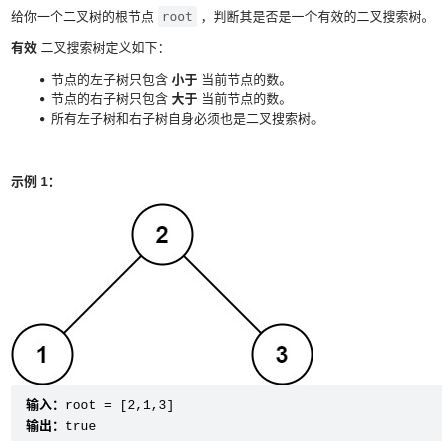 给你一个二叉树的根节点 root ，判断其是否是一个有效的二叉搜索树。
有效 二叉搜索树定义如下：
• 节点的左子树只包含 小于 当前节点的数。
• 节点的右子树只包含 大于 当前节点的数。
• 所有左子树和右子树自身必须也是二叉搜索树。
示例 1：
2
1 3
输入：root = [2,1,3]
输出：true